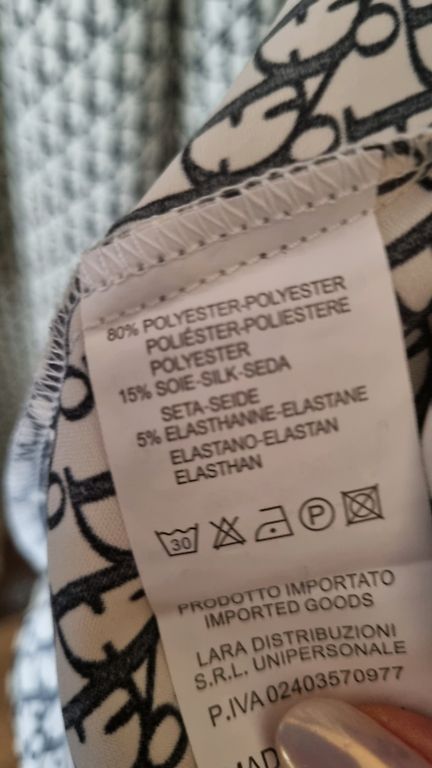 80% POLYESTER-POLYESTER
POLIÉSTER-POLIESTERE
POLYESTER
15% SOIE-SILK-SEDA
SETA-SEIDE
5% ELASTHANNE-ELASTANE
ELASTANO-ELASTAN
ELASTHAN
30 P
PRODOTTO IMPORTATO
IMPORTED GOODS
LARA DISTRIBUZIONI
S.R.L. UNIPERSONALE
P.IVA 02403570977